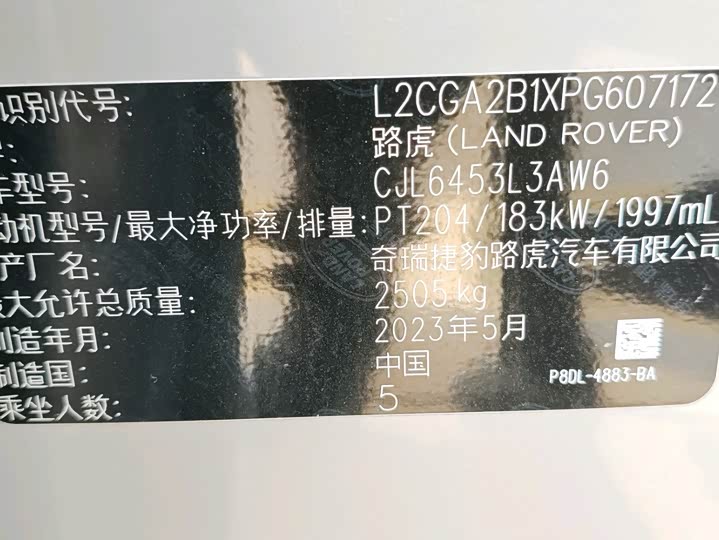 识别代号: L2CGA2B1XPG607172
路虎(LAND ROVER)
型号: CJL6453L3AW6
机型号/最大净功率/排量: PT204/183kW/1997mL
产厂名: 奇瑞捷豹路虎汽车有限公司
大允许总质量: 2505kg
制造年月: 2023年5月
制造国: 中国
乘坐人数: 5
P8DL-4883-BA